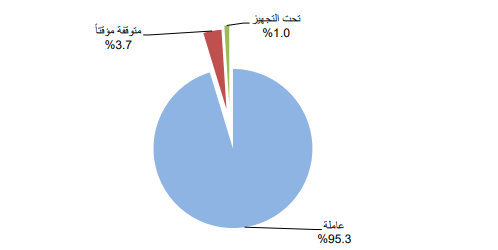 تحت التجهيز
%1.0
متوقفة مؤقتاً
%3.7
عاملة
%95.3